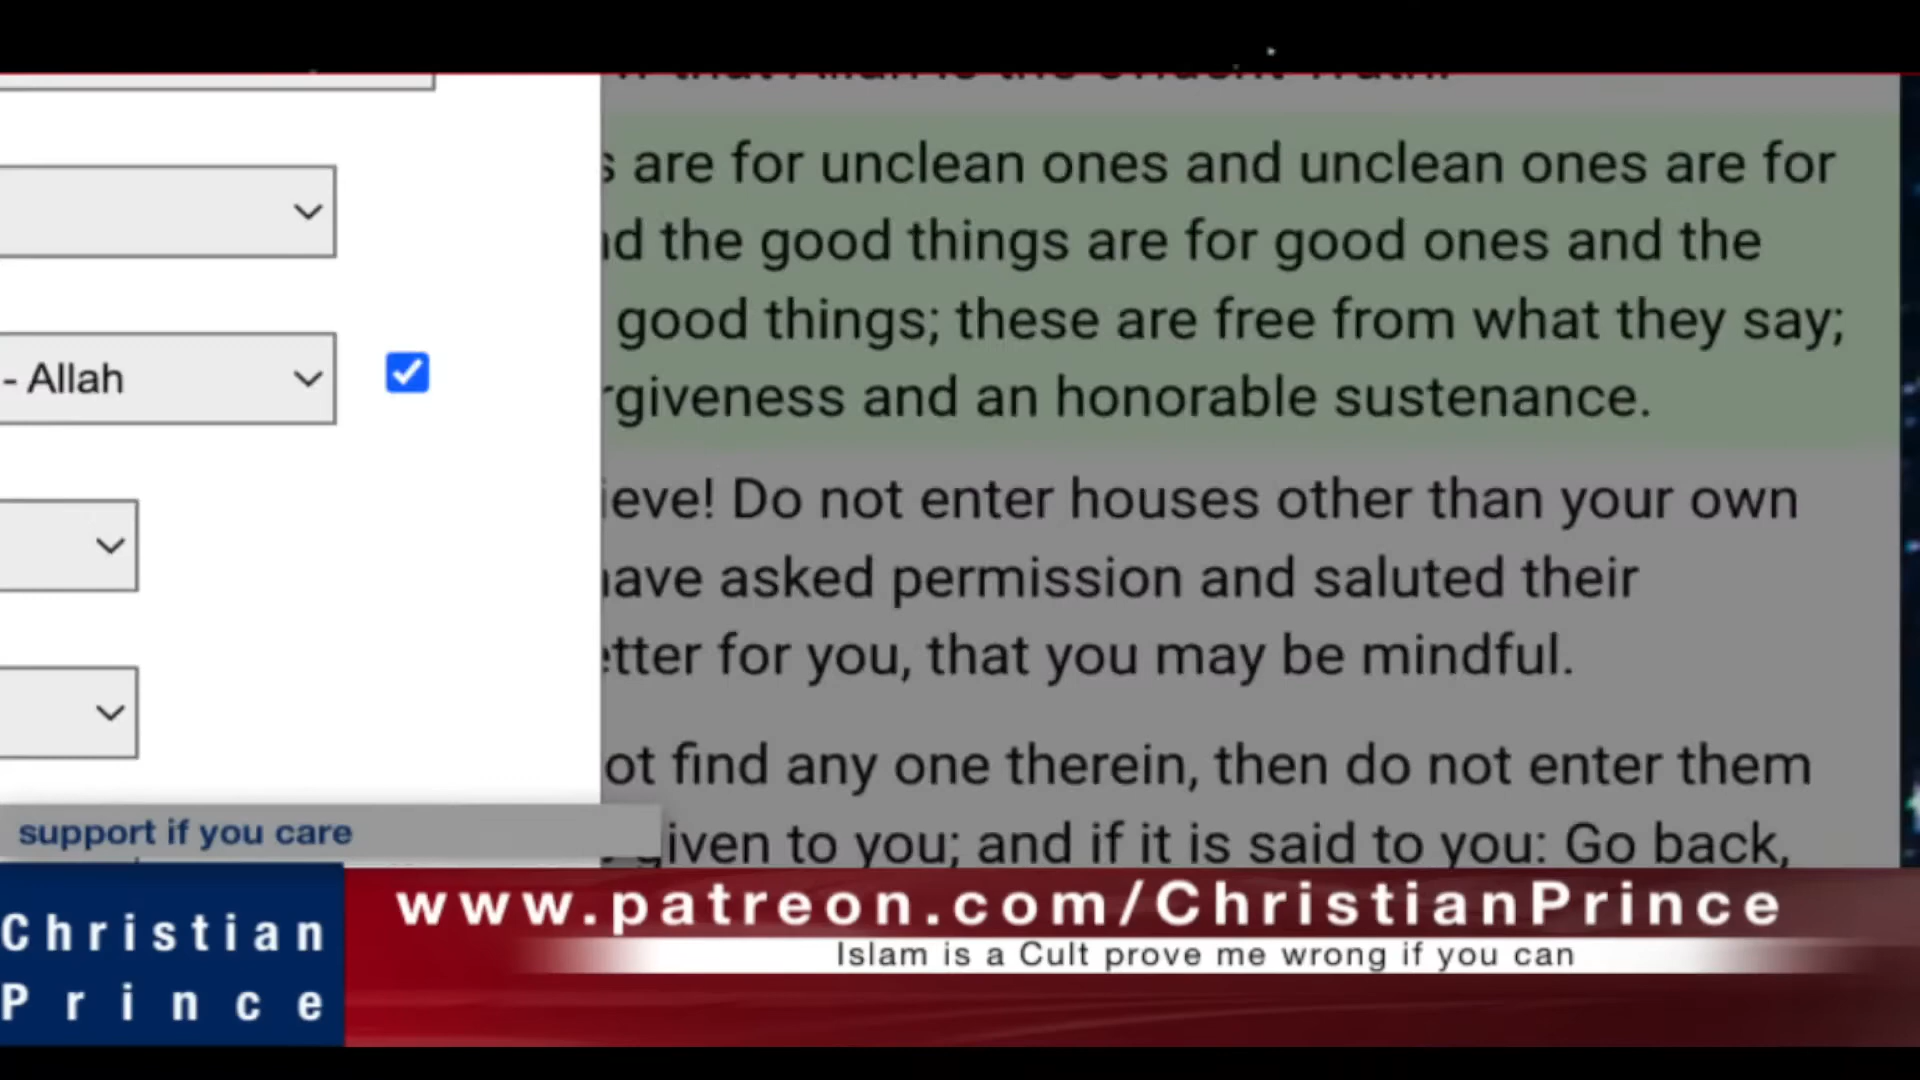 s are for unclean ones and unclean ones are for
nd the good things are for good ones and the
good things; these are free from what they say;
- Allah
rgiveness and an honorable sustenance.
ieve! Do not enter houses other than your own
have asked permission and saluted their
etter for you, that you may be mindful.
ot find any one therein, then do not enter them
support if you care
given to you; and if it is said to you: Go back,
www.patreon.com/ChristianPrince
Christian
Prince
Islam is a Cult prove me wrong if you can